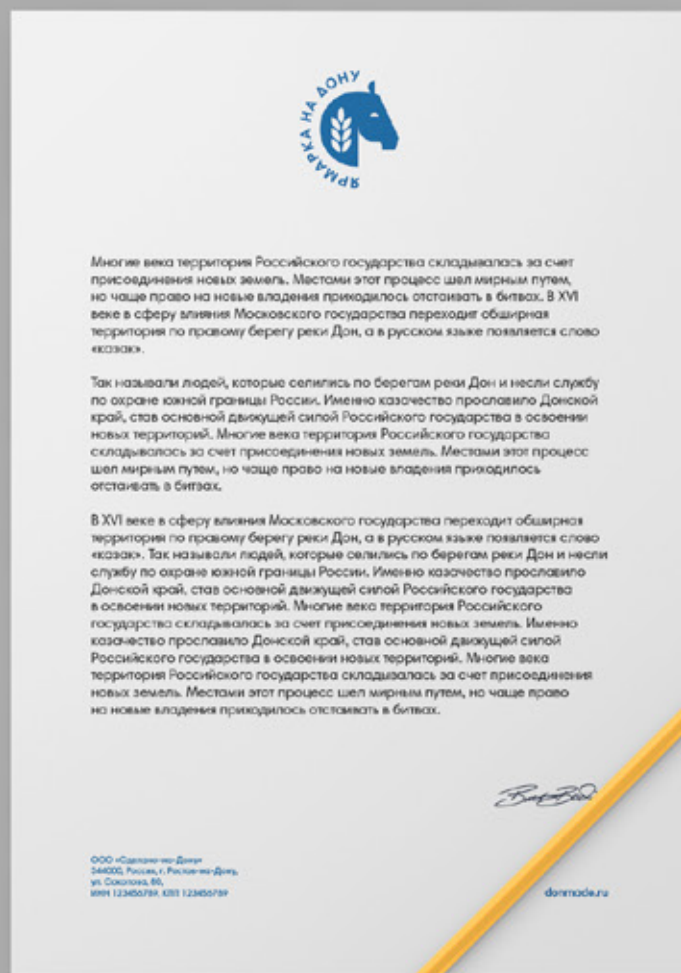 ЯРМАРКА НА ДОНУ
Многие века территория Российского государства складывалась за счет
присоединения новых земель. Местами этот процесс шел мирным путем,
но чаще право на новые владения приходилось отстаивать в битвах. В XVI
веке в сферу влияния Московского государства переходит обширная
территория по правому берегу реки Дон, а в русском языке появляется слово
«казак».
Так называли людей, которые селились по берегам реки Дон и несли службу
по охране южной границы России. Именно казачество прославило Донской
край, став основной движущей силой Российского государства в освоении
новых территорий. Многие века территория Российского государства
складывалась за счет присоединения новых земель. Местами этот процесс
шел мирным путем, но чаще право на новые владения приходилось
отстаивать в битвах.
В XVI веке в сферу влияния Московского государства переходит обширная
территория по правому берегу реки Дон, а в русском языке появляется слово
«казак». Так называли людей, которые селились по берегам реки Дон и несли
службу по охране южной границы России. Именно казачество прославило
Донской край, став основной движущей силой Российского государства
в освоении новых территорий. Многие века территория Российского
государства складывалась за счет присоединения новых земель. Именно
казачество прославило Донской край, став основной движущей силой
Российского государства в освоении новых территорий. Многие века
территория Российского государства складывалась за счет присоединения
новых земель. Местами этот процесс шел мирным путем, но чаще право
на новые владения приходилось отстаивать в битвах.
ООО «Сделано-на-Дону»
344000, Россия, г. Ростов-на-Дону,
ул. Соколова, 80,
ИНН 123456789, КПП 123456789
donmade.ru